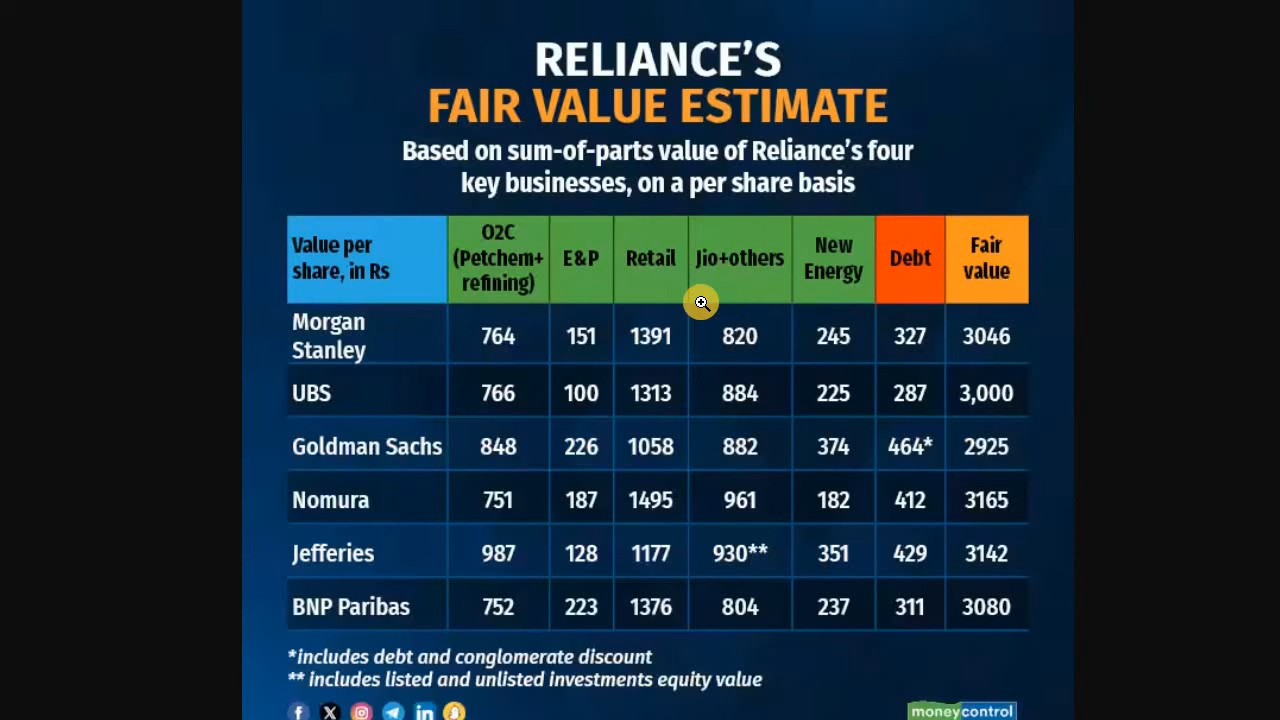 RELIANCE'S
FAIR VALUE ESTIMATE
Based on sum-of-parts value of Reliance's four
key businesses, on a per share basis
Value per share, in Rs | O2C (Petchem+ refining) | E&P | Retail | Jio+others | New Energy | Debt | Fair value
Morgan Stanley | 764 | 151 | 1391 | 820 | 245 | 327 | 3046
UBS | 766 | 100 | 1313 | 884 | 225 | 287 | 3,000
Goldman Sachs | 848 | 226 | 1058 | 882 | 374 | 464* | 2925
Nomura | 751 | 187 | 1495 | 961 | 182 | 412 | 3165
Jefferies | 987 | 128 | 1177 | 930** | 351 | 429 | 3142
BNP Paribas | 752 | 223 | 1376 | 804 | 237 | 311 | 3080
*includes debt and conglomerate discount
** includes listed and unlisted investments equity value
moneycontrol